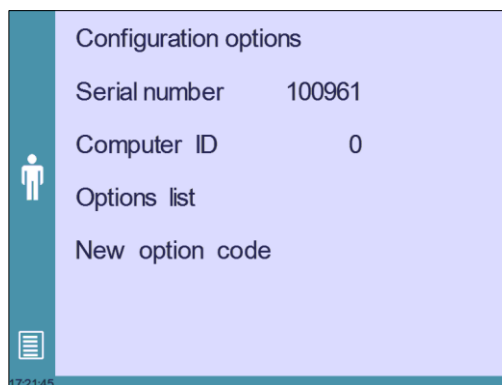 Configuration options
Serial number 100961
Computer ID 0
Options list
New option code
17:21:45